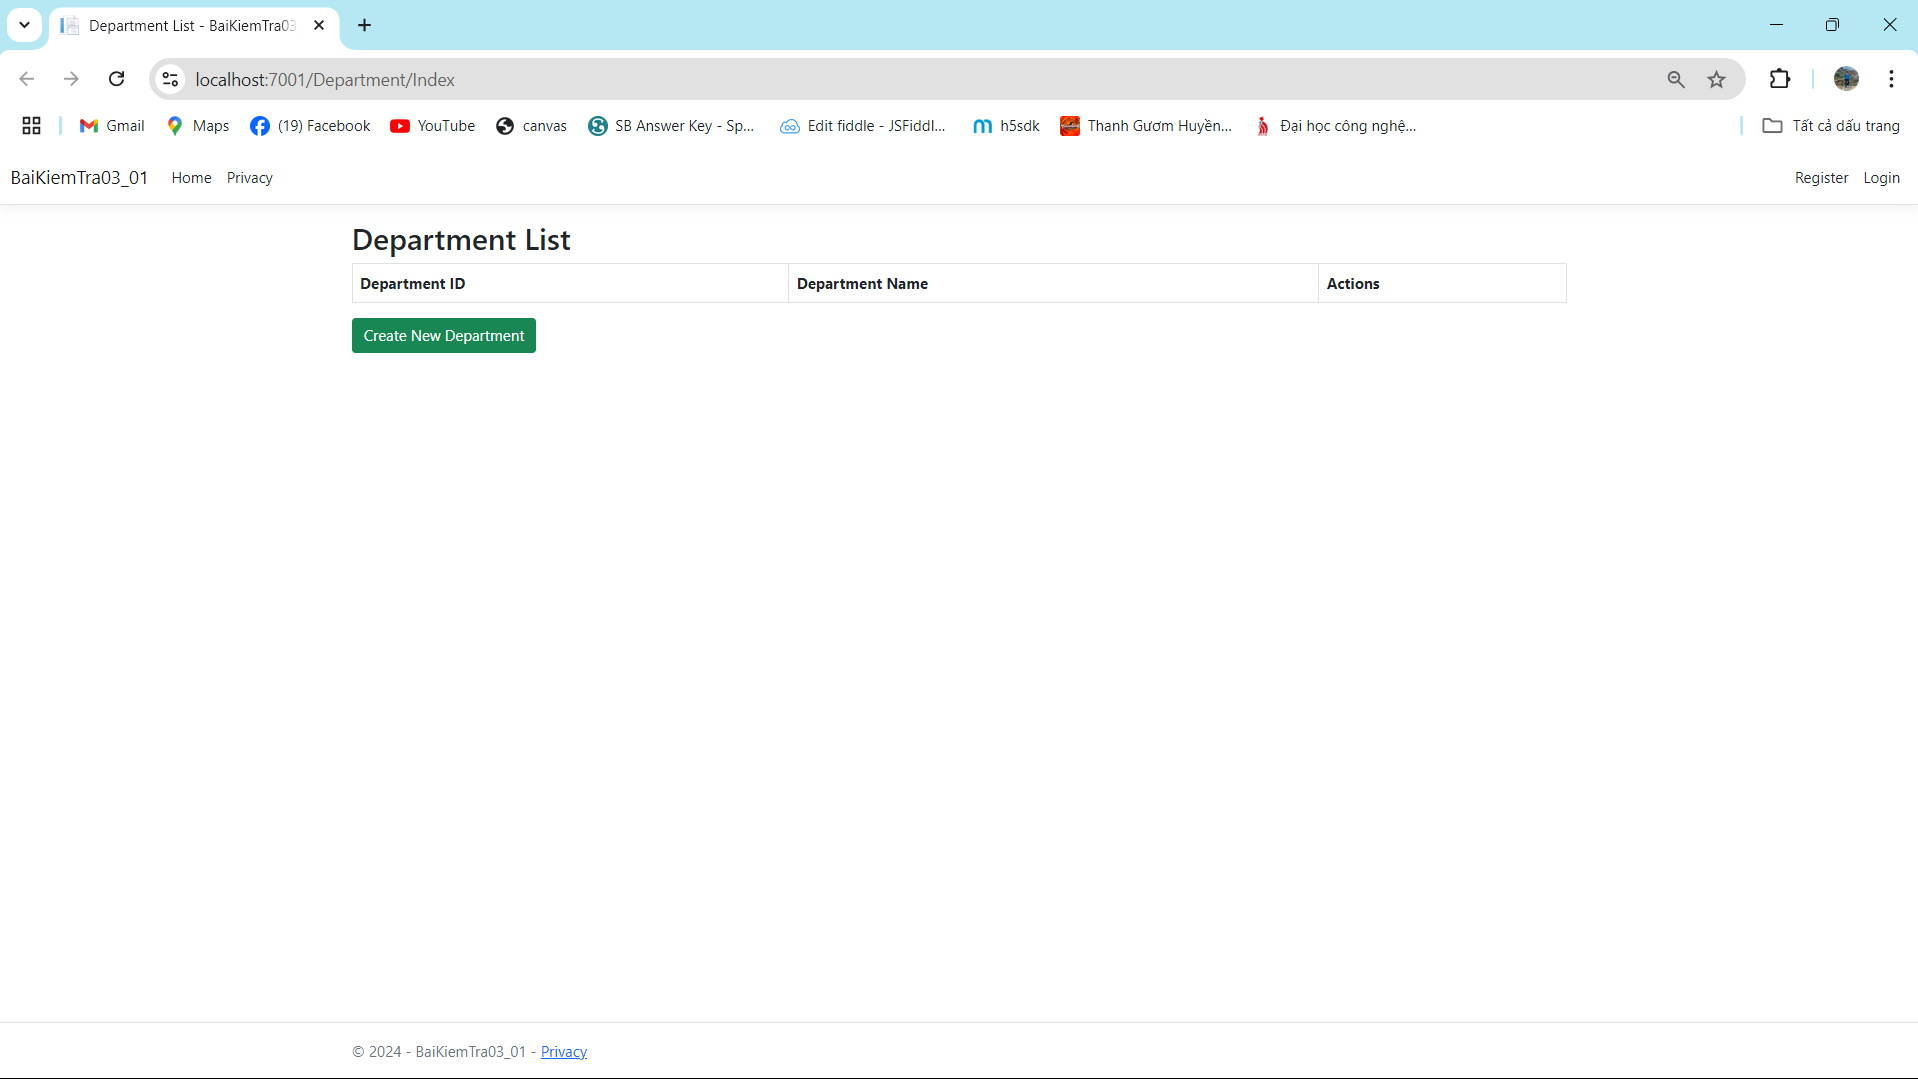 Department List - BaiKiemTra03
localhost:7001/Department/Index
Gmail Maps (19) Facebook YouTube canvas SB Answer Key - Sp... Edit fiddle - JSFiddl... h5sdk Thanh Gươm Huyền... Đại học công nghệ... Tất cả dấu trang
BaiKiemTra03_01 Home Privacy Register Login
Department List
Department ID Department Name Actions
Create New Department
© 2024 - BaiKiemTra03_01 - Privacy